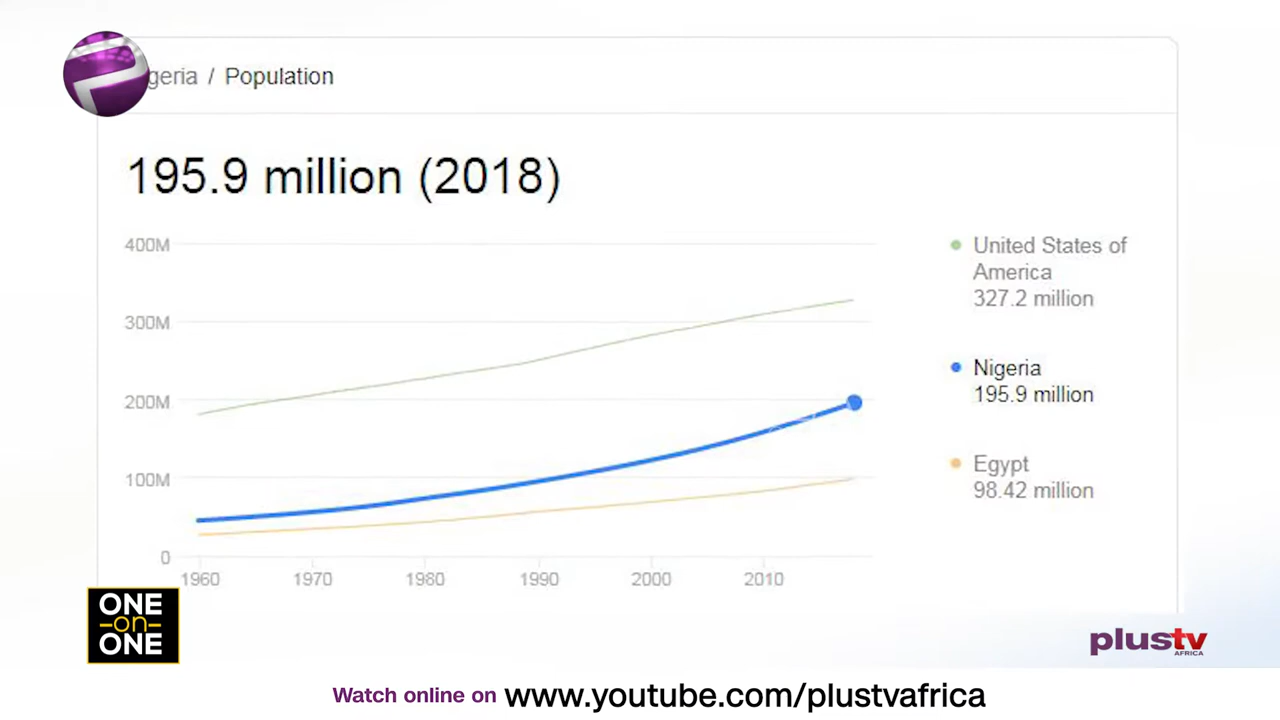 geria / Population
195.9 million (2018)
400M
300M
200M
100M
0
1960 1970 1980 1990 2000 2010
United States of
America
327.2 million
Nigeria
195.9 million
Egypt
98.42 million
ONE
-on-
ONE
plustv
AFRICA
Watch online on www.youtube.com/plustvafrica